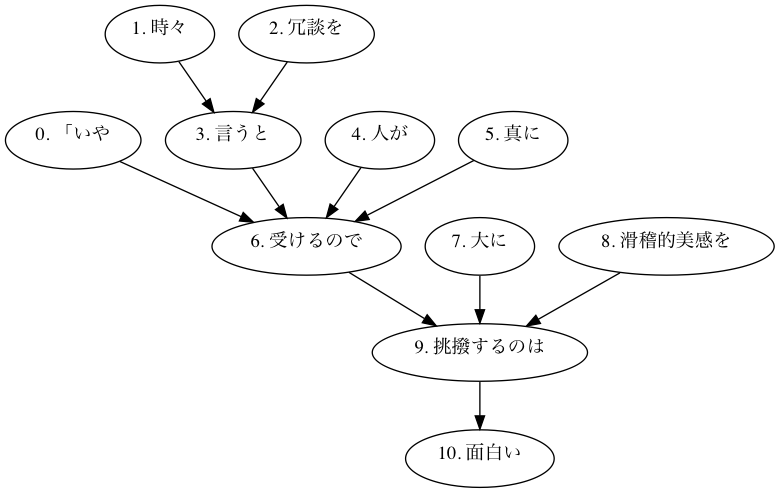 1. 時々
2. 冗談を
0. 「いや
3. 言うと
4. 人が
5. 真に
6. 受けるので
7. 大に
8. 滑稽的美感を
9. 挑撥するのは
10. 面白い